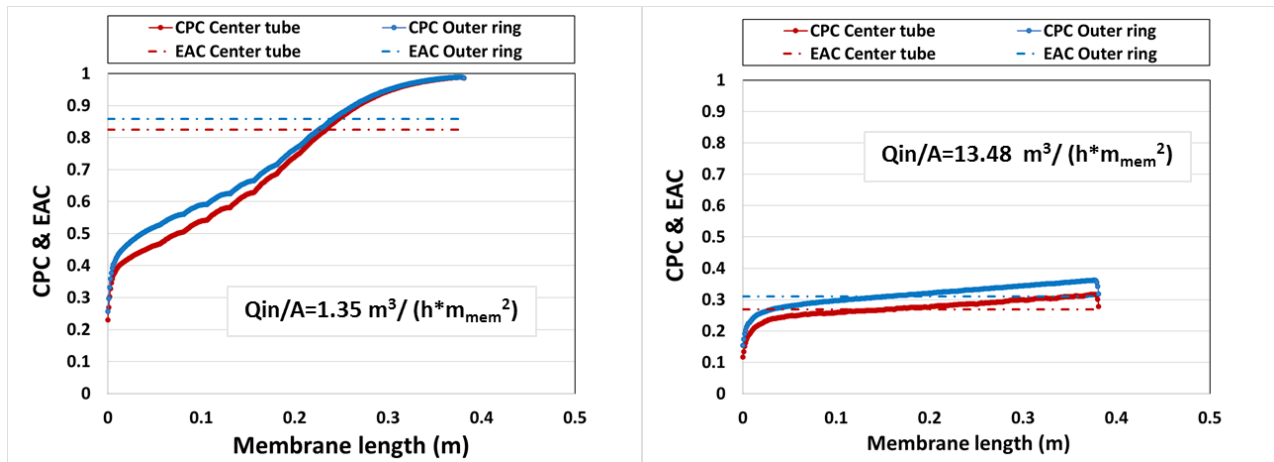 CPC Center tube CPC Outer ring
EAC Center tube EAC Outer ring
1
0.9
0.8
0.7
0.6
0.5
0.4
0.3
0.2
0.1
0
CPC & EAC
Qin/A=1.35 m³/ (h*m_mem²)
0 0.1 0.2 0.3 0.4 0.5
Membrane length (m)
CPC Center tube CPC Outer ring
EAC Center tube EAC Outer ring
1
0.9
0.8
0.7
0.6
0.5
0.4
0.3
0.2
0.1
0
CPC & EAC
Qin/A=13.48 m³/ (h*m_mem²)
0 0.1 0.2 0.3 0.4 0.5
Membrane length (m)